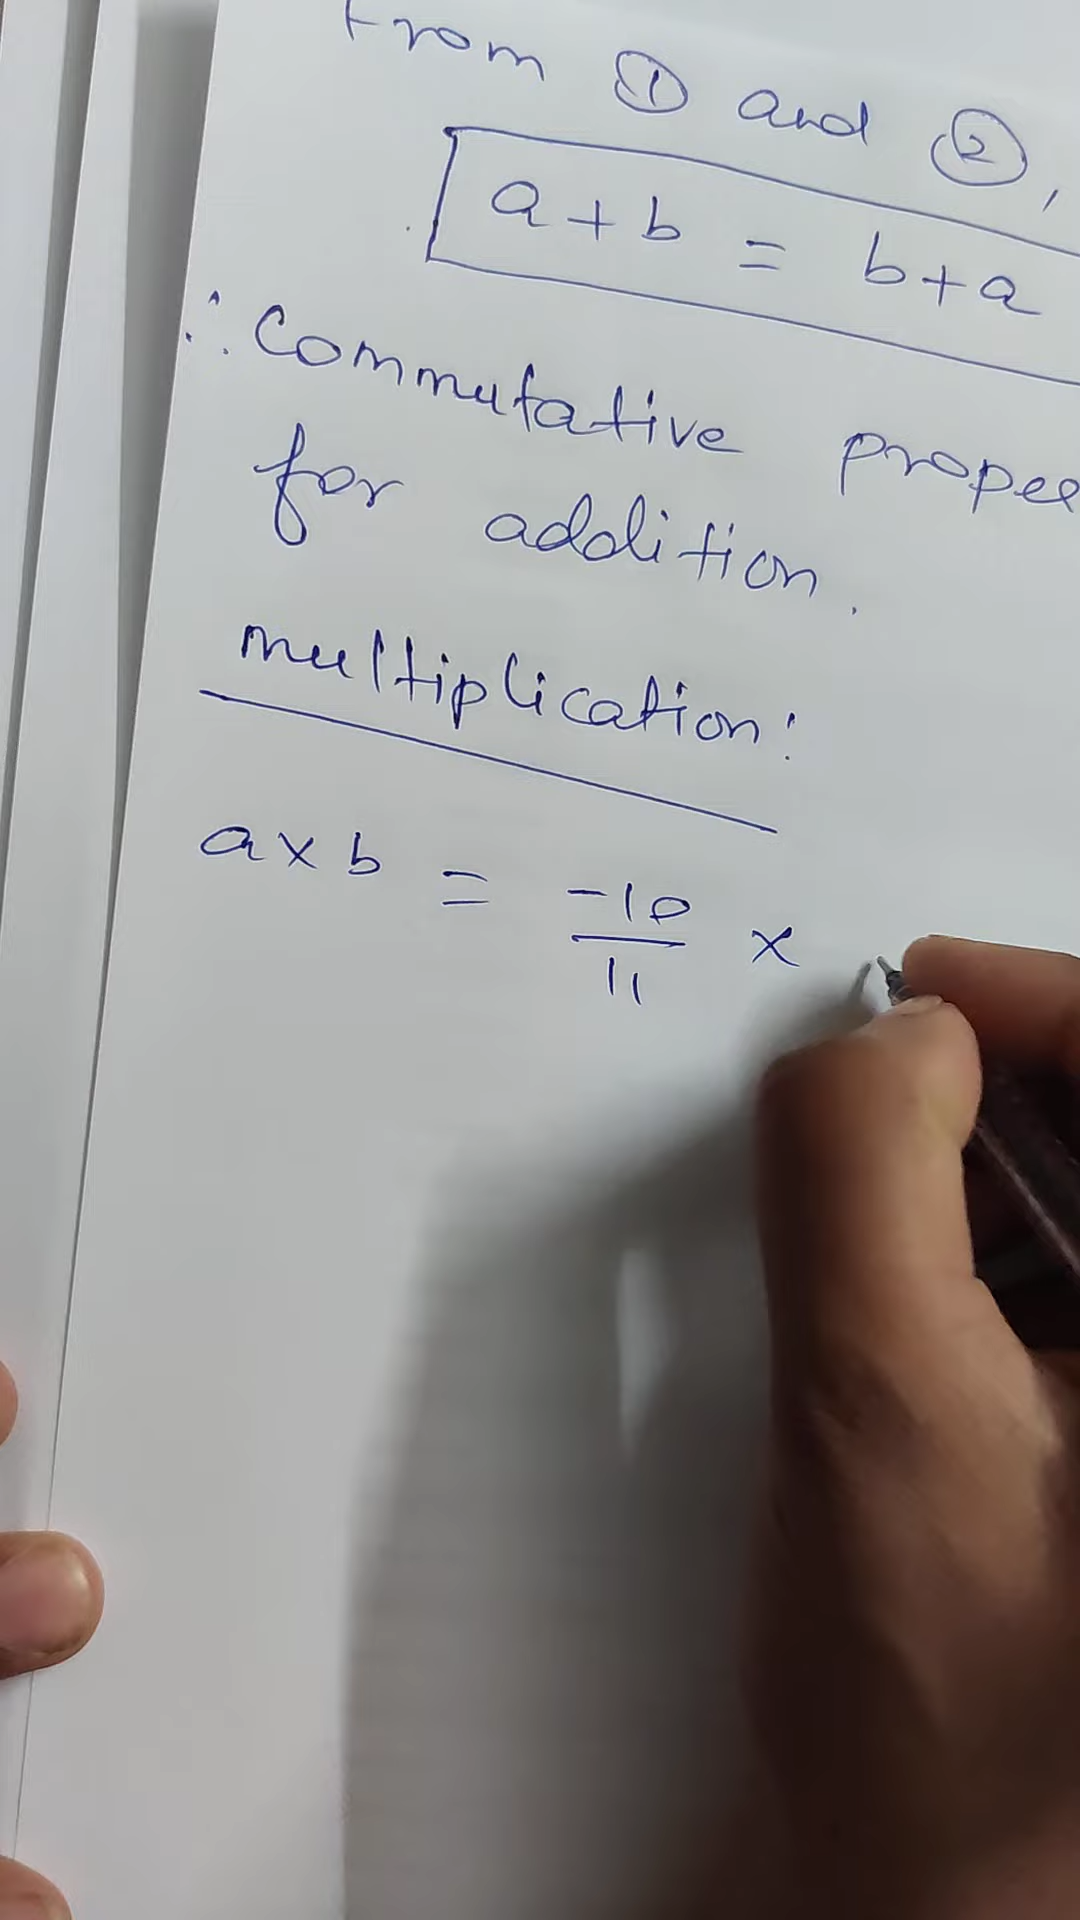 From ① and ②,
a + b = b + a
∴ Commutative
for addition.
multiplication:
a × b = -10/11 ×